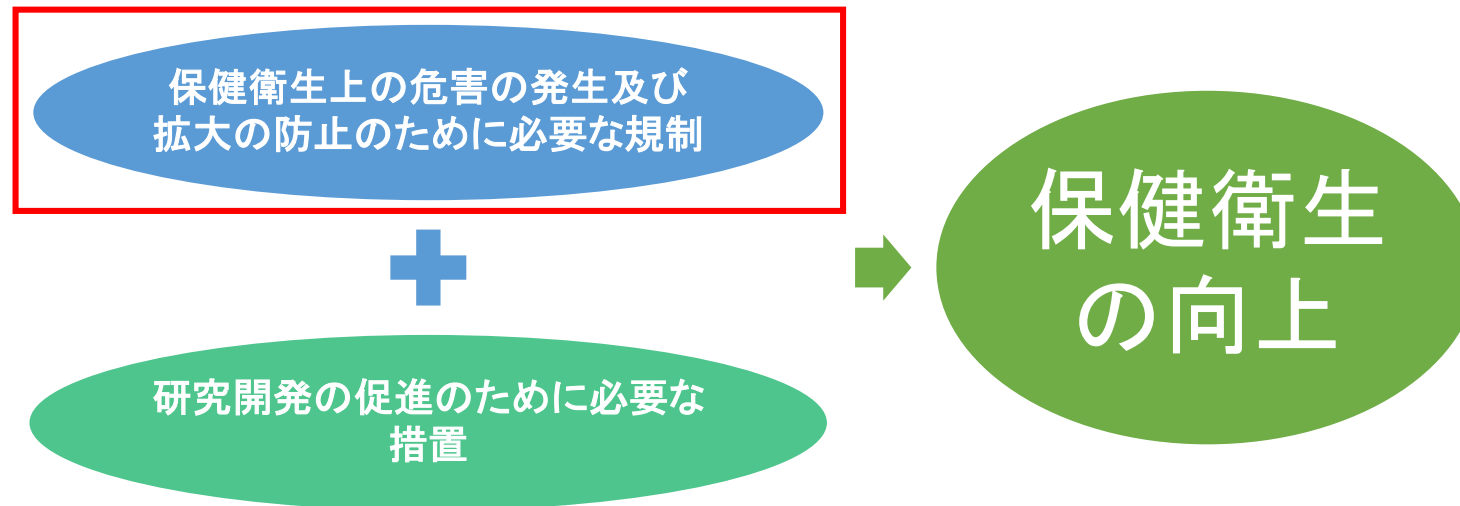 保健衛生上の危害の発生及び
拡大の防止のために必要な規制
研究開発の促進のために必要な
措置
保健衛生
の向上